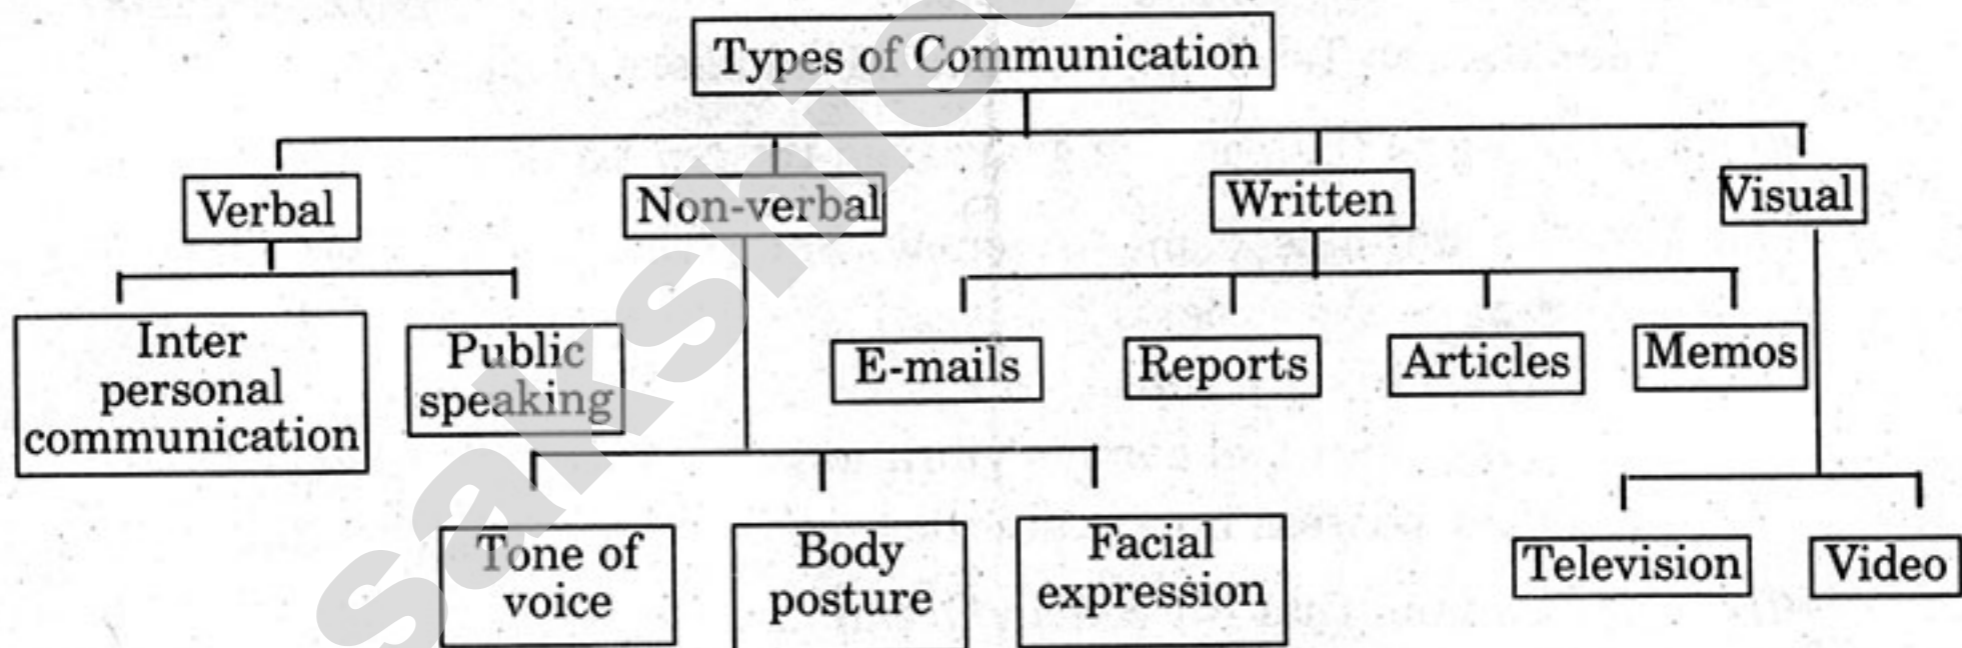 Types of Communication
Verbal
Non-verbal
Written
Visual
Inter
personal
communication
Public
speaking
E-mails
Reports
Articles
Memos
Tone of
voice
Body
posture
Facial
expression
Television
Video